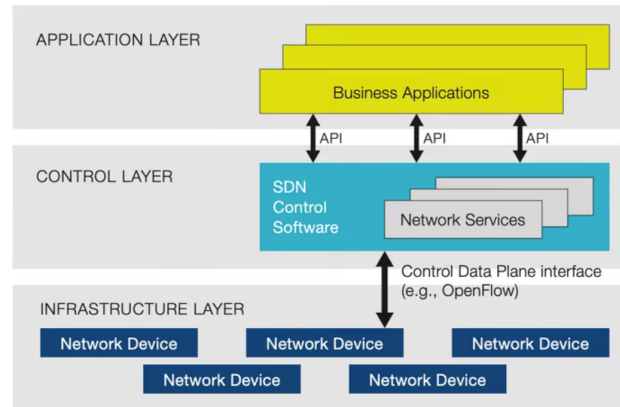 APPLICATION LAYER
Business Applications
API
API
API
CONTROL LAYER
SDN
Control
Software
Network Services
Control Data Plane interface
(e.g., OpenFlow)
INFRASTRUCTURE LAYER
Network Device
Network Device
Network Device
Network Device
Network Device